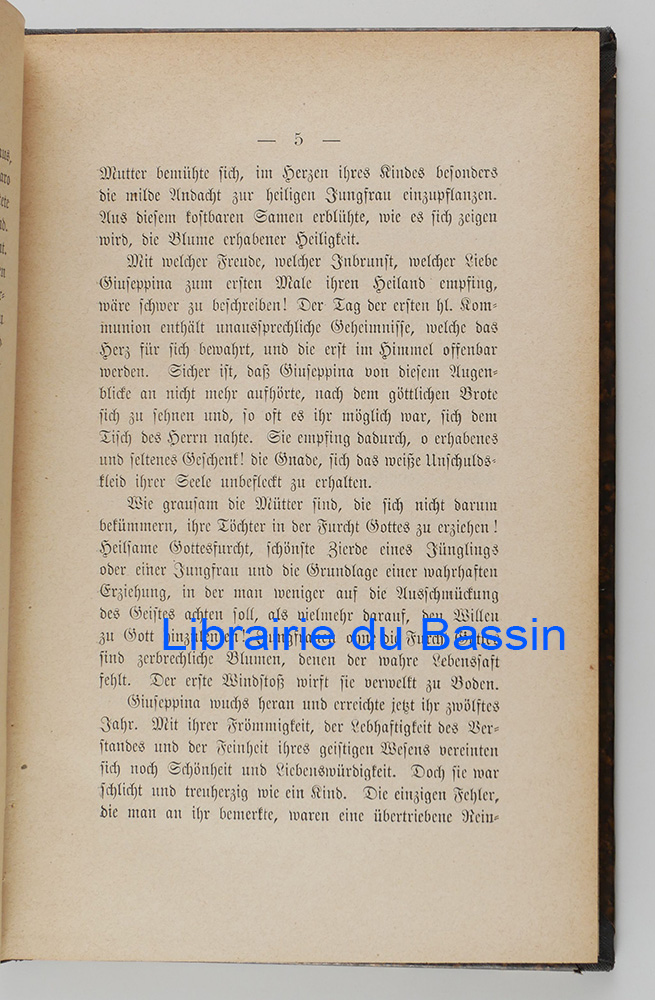 — 5 —
Mutter bemühte sich, im Herzen ihres Kindes besonders
die milde Andacht zur heiligen Jungfrau einzupflanzen.
Aus diesem kostbaren Samen erblühte, wie es sich zeigen
wird, die Blume erhabener Heiligkeit.
Mit welcher Freude, welcher Inbrunst, welcher Liebe
Giuseppina zum ersten Male ihren Heiland empfing,
wäre schwer zu beschreiben! Der Tag der ersten hl. Kom-
munion enthält unaussprechliche Geheimnisse, welche das
Herz für sich bewahrt, und die erst im Himmel offenbar
werden. Sicher ist, daß Giuseppina von diesem Augen-
blicke an nicht mehr aufhörte, nach dem göttlichen Brote
sich zu sehnen und, so oft es ihr möglich war, sich dem
Tisch des Herrn nahte. Sie empfing dadurch, o erhabenes
und seltenes Geschenk! die Gnade, sich das weiße Unschulds-
kleid ihrer Seele unbefleckt zu erhalten.
Wie grausam die Mütter sind, die sich nicht darum
bekümmern, ihre Töchter in der Furcht Gottes zu erziehen!
Heilsame Gottesfurcht, schönste Zierde eines Jünglings
oder einer Jungfrau und die Grundlage einer wahrhaften
Erziehung, in der man weniger auf die Ausschmückung
des Geistes achten soll, als vielmehr darauf, den Willen
zu Gott hinzulenken! Jungfrauen ohne die Furcht Gottes
Librairie du Bassin
sind zerbrechliche Blumen, denen der wahre Lebenssaft
fehlt. Der erste Windstoß wirft sie verwelkt zu Boden.
Giuseppina wuchs heran und erreichte jetzt ihr zwölftes
Jahr. Mit ihrer Frömmigkeit, der Lebhaftigkeit des Ver-
standes und der Feinheit ihres geistigen Wesens vereinten
sich noch Schönheit und Liebenswürdigkeit. Doch sie war
schlicht und treuherzig wie ein Kind. Die einzigen Fehler,
die man an ihr bemerkte, waren eine übertriebene Rein-